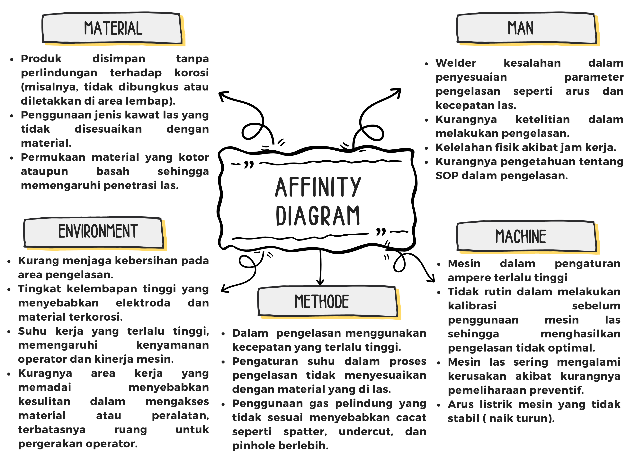 MATERIAL
• Produk disimpan tanpa
perlindungan terhadap korosi
(misalnya, tidak dibungkus atau
diletakkan di area lembap).
• Penggunaan jenis kawat las yang
tidak disesuaikan dengan
material.
• Permukaan material yang kotor
ataupun basah sehingga
memengaruhi penetrasi las.
MAN
• Welder kesalahan dalam
penyesuaian parameter
pengelasan seperti arus dan
kecepatan las.
• Kurangnya ketelitian dalam
melakukan pengelasan.
• Kelelahan fisik akibat jam kerja.
• Kurangnya pengetahuan tentang
SOP dalam pengelasan.
AFFINITY
DIAGRAM
ENVIRONMENT
• Kurang menjaga kebersihan pada
area pengelasan.
• Tingkat kelembapan tinggi yang
menyebabkan elektroda dan
material terkorosi.
• Suhu kerja yang terlalu tinggi,
memengaruhi kenyamanan
operator dan kinerja mesin.
• Kuragnya area kerja yang
memadai menyebabkan
kesulitan dalam mengakses
material atau peralatan,
terbatasnya ruang untuk
pergerakan operator.
METHODE
• Dalam pengelasan menggunakan
kecepatan yang terlalu tinggi.
• Pengaturan suhu dalam proses
pengelasan tidak menyesuaikan
dengan material yang di las.
• Penggunaan gas pelindung yang
tidak sesuai menyebabkan cacat
seperti spatter, undercut, dan
pinhole berlebih.
MACHINE
• Mesin dalam pengaturan
ampere terlalu tinggi
• Tidak rutin dalam melakukan
kalibrasi sebelum
penggunaan mesin las
sehingga menghasilkan
pengelasan tidak optimal.
• Mesin las sering mengalami
kerusakan akibat kurangnya
pemeliharaan preventif.
• Arus listrik mesin yang tidak
stabil ( naik turun).